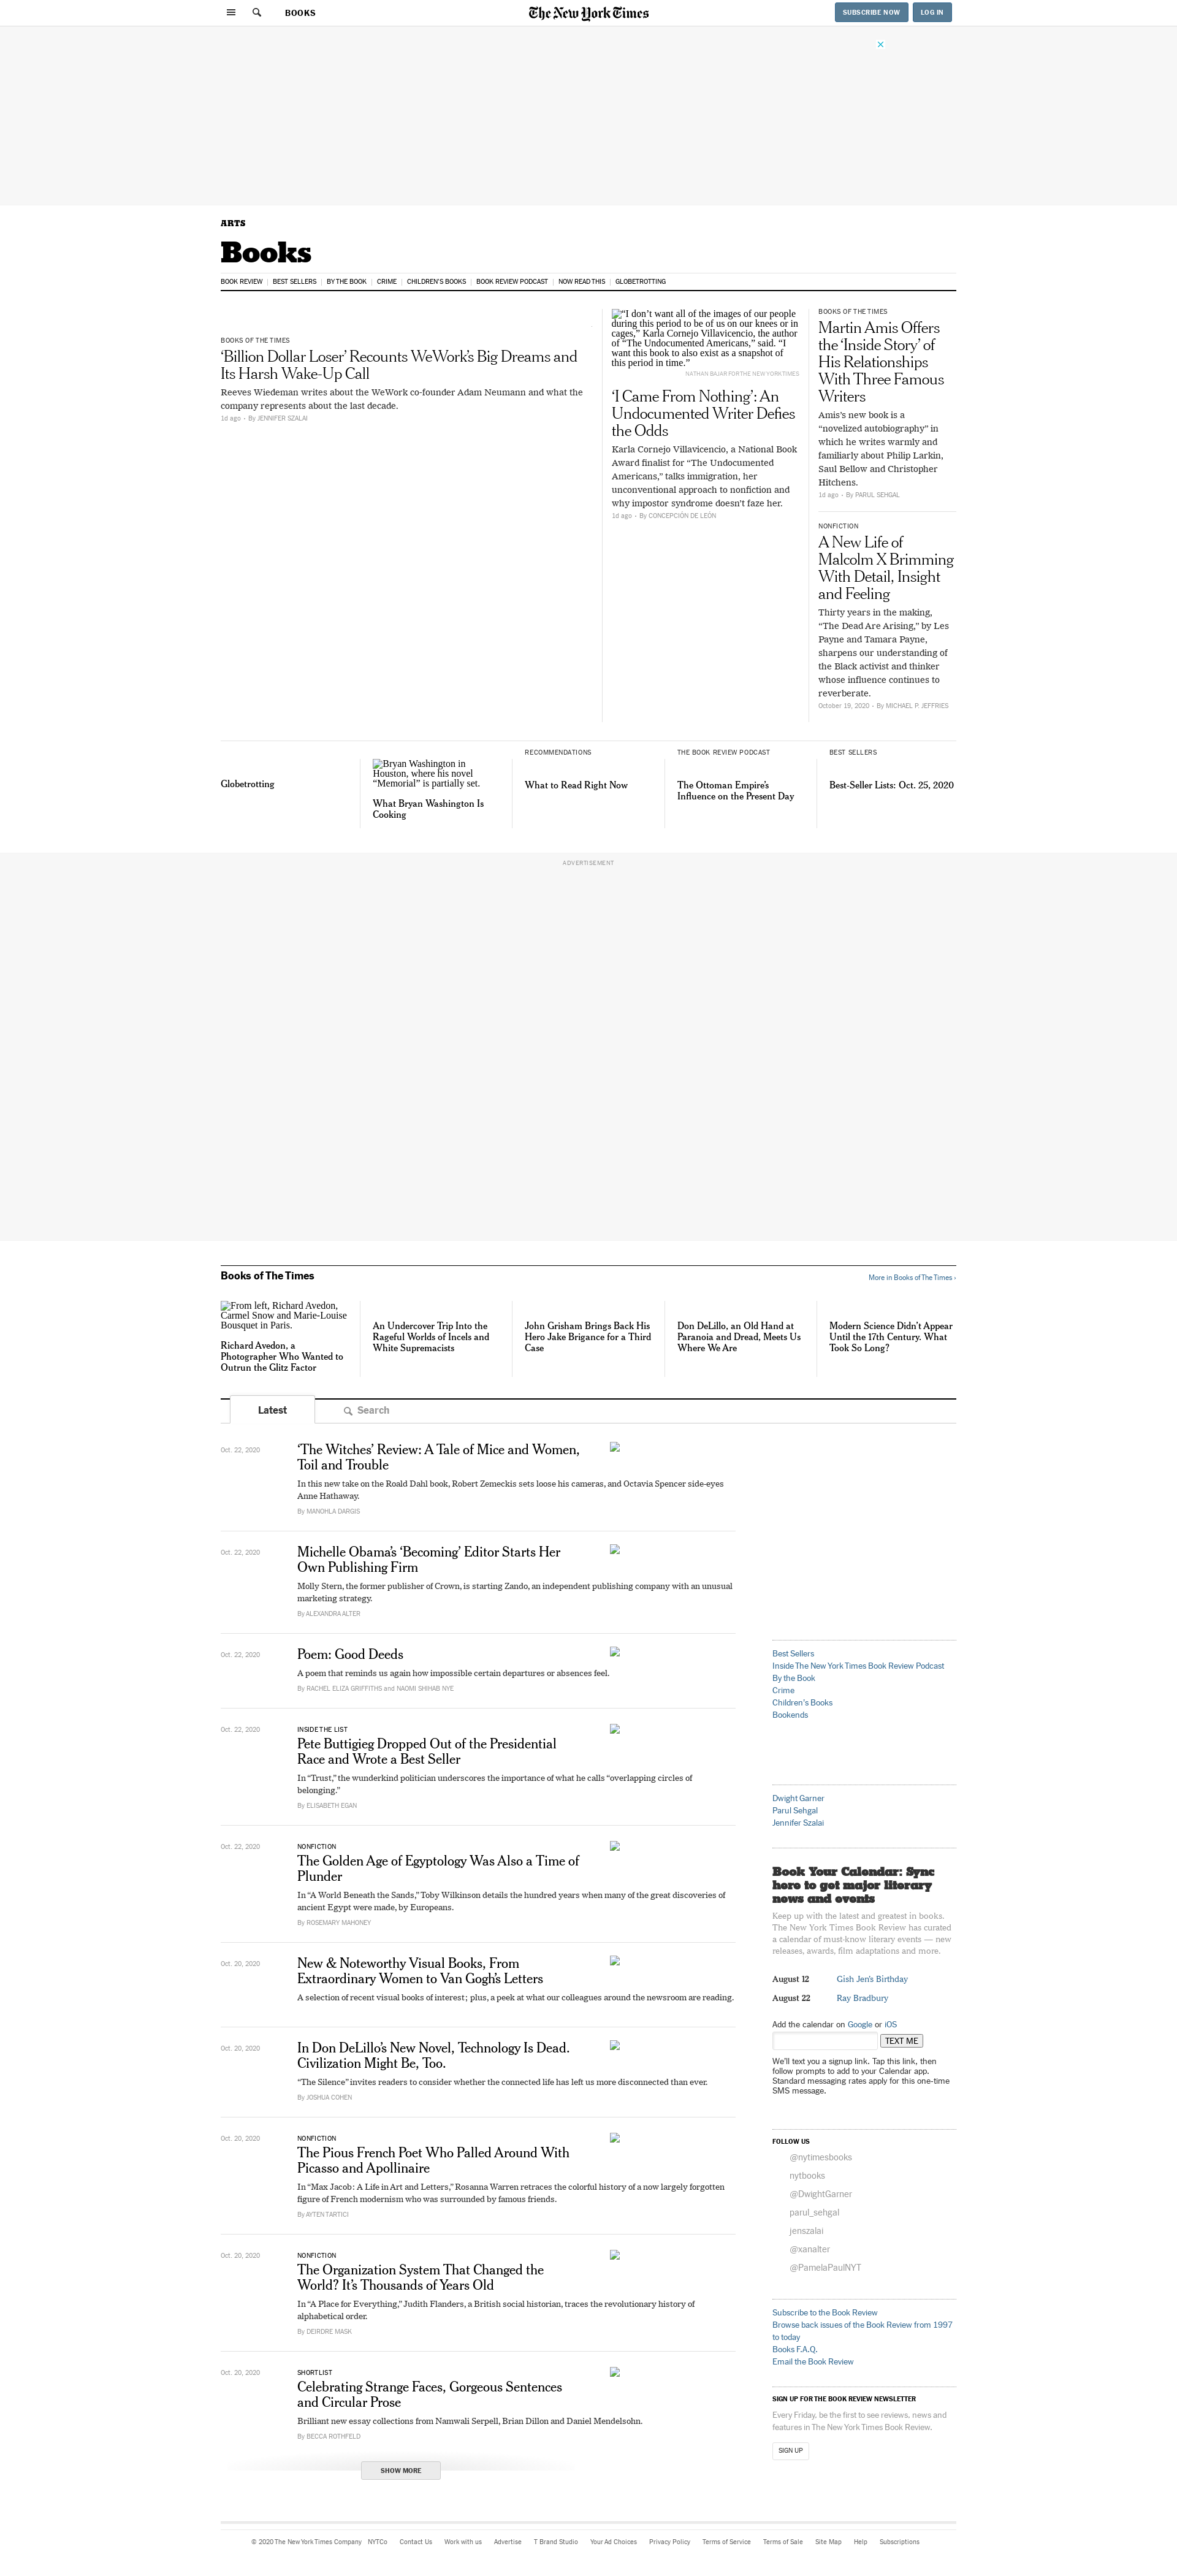 BOOKS
The New York Times
SUBSCRIBE NOW
LOG IN
ARTS
Books
BOOK REVIEW
BEST SELLERS
BY THE BOOK
CRIME
CHILDREN'S BOOKS
BOOK REVIEW PODCAST
NOW READ THIS
GLOBETROTTING
BOOKS OF THE TIMES
‘Billion Dollar Loser’ Recounts WeWork’s Big Dreams and
Its Harsh Wake-Up Call
Reeves Wiedeman writes about the WeWork co-founder Adam Neumann and what the
company represents about the last decade.
1d ago • By JENNIFER SZALAI
“I don’t want all of the images of our people
during this period to be of us on our knees or in
cages,” Karla Cornejo Villavicencio, the author
of “The Undocumented Americans,” said. “I
want this book to also exist as a snapshot of
this period in time.”
NATHAN BAJAR FOR THE NEW YORK TIMES
‘I Came From Nothing’: An
Undocumented Writer Defies
the Odds
Karla Cornejo Villavicencio, a National Book
Award finalist for “The Undocumented
Americans,” talks immigration, her
unconventional approach to nonfiction and
why impostor syndrome doesn’t faze her.
1d ago • By CONCEPCIÓN DE LEÓN
BOOKS OF THE TIMES
Martin Amis Offers
the ‘Inside Story’ of
His Relationships
With Three Famous
Writers
Amis’s new book is a
“novelized autobiography” in
which he writes warmly and
familiarly about Philip Larkin,
Saul Bellow and Christopher
Hitchens.
1d ago • By PARUL SEHGAL
NONFICTION
A New Life of
Malcolm X Brimming
With Detail, Insight
and Feeling
Thirty years in the making,
“The Dead Are Arising,” by Les
Payne and Tamara Payne,
sharpens our understanding of
the Black activist and thinker
whose influence continues to
reverberate.
October 19, 2020 • By MICHAEL P. JEFFRIES
Globetrotting
Bryan Washington in
Houston, where his novel
“Memorial” is partially set.
What Bryan Washington Is
Cooking
RECOMMENDATIONS
What to Read Right Now
THE BOOK REVIEW PODCAST
The Ottoman Empire’s
Influence on the Present Day
BEST SELLERS
Best-Seller Lists: Oct. 25, 2020
ADVERTISEMENT
Books of The Times
More in Books of The Times ›
From left, Richard Avedon,
Carmel Snow and Marie-Louise
Bousquet in Paris.
Richard Avedon, a
Photographer Who Wanted to
Outrun the Glitz Factor
An Undercover Trip Into the
Rageful Worlds of Incels and
White Supremacists
John Grisham Brings Back His
Hero Jake Brigance for a Third
Case
Don DeLillo, an Old Hand at
Paranoia and Dread, Meets Us
Where We Are
Modern Science Didn’t Appear
Until the 17th Century. What
Took So Long?
Latest
Search
Oct. 22, 2020
‘The Witches’ Review: A Tale of Mice and Women,
Toil and Trouble
In this new take on the Roald Dahl book, Robert Zemeckis sets loose his cameras, and Octavia Spencer side-eyes
Anne Hathaway.
By MANOHLA DARGIS
Oct. 22, 2020
Michelle Obama’s ‘Becoming’ Editor Starts Her
Own Publishing Firm
Molly Stern, the former publisher of Crown, is starting Zando, an independent publishing company with an unusual
marketing strategy.
By ALEXANDRA ALTER
Oct. 22, 2020
Poem: Good Deeds
A poem that reminds us again how impossible certain departures or absences feel.
By RACHEL ELIZA GRIFFITHS and NAOMI SHIHAB NYE
Oct. 22, 2020
INSIDE THE LIST
Pete Buttigieg Dropped Out of the Presidential
Race and Wrote a Best Seller
In “Trust,” the wunderkind politician underscores the importance of what he calls “overlapping circles of
belonging.”
By ELISABETH EGAN
Oct. 22, 2020
NONFICTION
The Golden Age of Egyptology Was Also a Time of
Plunder
In “A World Beneath the Sands,” Toby Wilkinson details the hundred years when many of the great discoveries of
ancient Egypt were made, by Europeans.
By ROSEMARY MAHONEY
Oct. 20, 2020
New & Noteworthy Visual Books, From
Extraordinary Women to Van Gogh’s Letters
A selection of recent visual books of interest; plus, a peek at what our colleagues around the newsroom are reading.
Oct. 20, 2020
In Don DeLillo’s New Novel, Technology Is Dead.
Civilization Might Be, Too.
“The Silence” invites readers to consider whether the connected life has left us more disconnected than ever.
By JOSHUA COHEN
Oct. 20, 2020
NONFICTION
The Pious French Poet Who Palled Around With
Picasso and Apollinaire
In “Max Jacob: A Life in Art and Letters,” Rosanna Warren retraces the colorful history of a now largely forgotten
figure of French modernism who was surrounded by famous friends.
By AYTEN TARTICI
Oct. 20, 2020
NONFICTION
The Organization System That Changed the
World? It’s Thousands of Years Old
In “A Place for Everything,” Judith Flanders, a British social historian, traces the revolutionary history of
alphabetical order.
By DEIRDRE MASK
Oct. 20, 2020
SHORTLIST
Celebrating Strange Faces, Gorgeous Sentences
and Circular Prose
Brilliant new essay collections from Namwali Serpell, Brian Dillon and Daniel Mendelsohn.
By BECCA ROTHFELD
SHOW MORE
Best Sellers
Inside The New York Times Book Review Podcast
By the Book
Crime
Children's Books
Bookends
Dwight Garner
Parul Sehgal
Jennifer Szalai
Book Your Calendar: Sync
here to get major literary
news and events
Keep up with the latest and greatest in books.
The New York Times Book Review has curated
a calendar of must-know literary events — new
releases, awards, film adaptations and more.
August 12 Gish Jen's Birthday
August 22 Ray Bradbury
Add the calendar on Google or iOS
TEXT ME
We'll text you a signup link. Tap this link, then
follow prompts to add to your Calendar app.
Standard messaging rates apply for this one-time
SMS message.
FOLLOW US
@nytimesbooks
nytbooks
@DwightGarner
parul_sehgal
jenszalai
@xanalter
@PamelaPaulNYT
Subscribe to the Book Review
Browse back issues of the Book Review from 1997
to today
Books F.A.Q.
Email the Book Review
SIGN UP FOR THE BOOK REVIEW NEWSLETTER
Every Friday, be the first to see reviews, news and
features in The New York Times Book Review.
SIGN UP
© 2020 The New York Times Company
NYTCo
Contact Us
Work with us
Advertise
T Brand Studio
Your Ad Choices
Privacy Policy
Terms of Service
Terms of Sale
Site Map
Help
Subscriptions